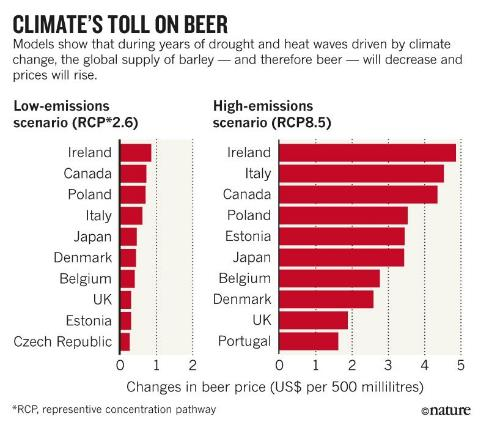 CLIMATE'S TOLL ON BEER
Models show that during years of drought and heat waves driven by climate
change, the global supply of barley — and therefore beer — will decrease and
prices will rise.
Low-emissions
scenario (RCP*2.6)
Ireland
Canada
Poland
Italy
Japan
Denmark
Belgium
UK
Estonia
Czech Republic
0 1 2
High-emissions
scenario (RCP8.5)
Ireland
Italy
Canada
Poland
Estonia
Japan
Belgium
Denmark
UK
Portugal
0 1 2 3 4 5
Changes in beer price (US$ per 500 millilitres)
*RCP, representive concentration pathway
©nature